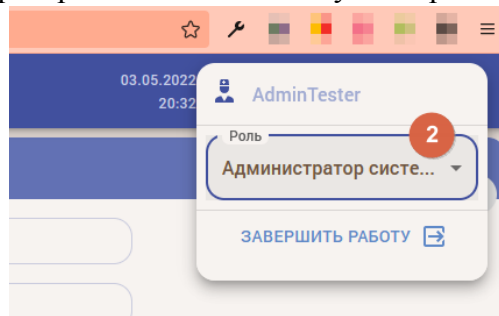 03.05.2022
20:32
AdminTester
Роль
2
Администратор систе...
ЗАВЕРШИТЬ РАБОТУ